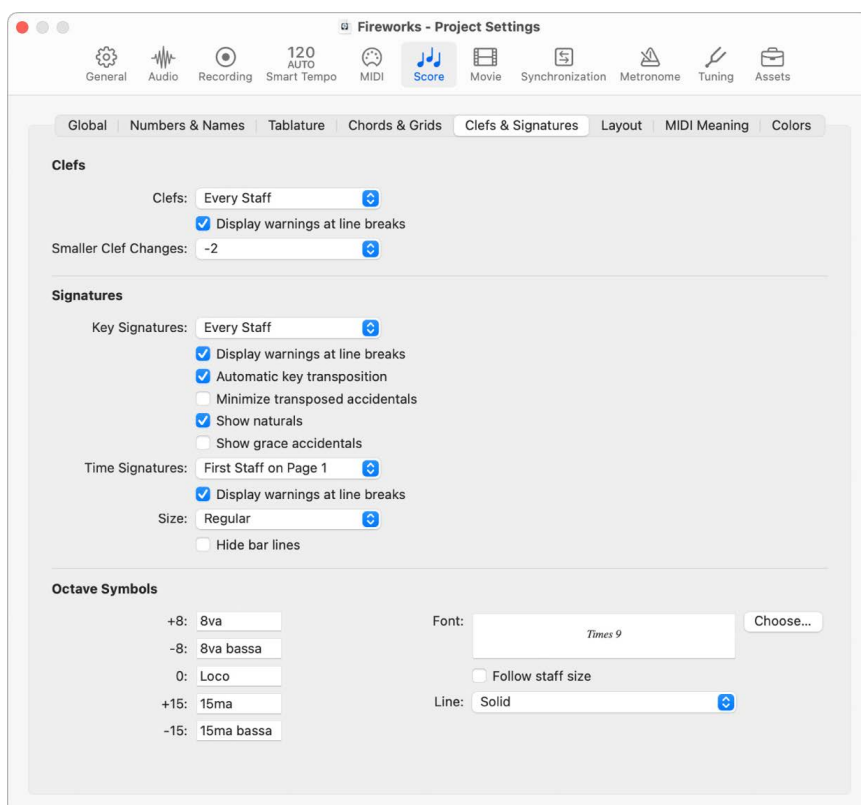 Fireworks - Project Settings
120
AUTO
General Audio Recording Smart Tempo MIDI Score Movie Synchronization Metronome Tuning Assets
Global Numbers & Names Tablature Chords & Grids Clefs & Signatures Layout MIDI Meaning Colors
Clefs
Clefs: Every Staff
Display warnings at line breaks
Smaller Clef Changes: -2
Signatures
Key Signatures: Every Staff
Display warnings at line breaks
Automatic key transposition
Minimize transposed accidentals
Show naturals
Show grace accidentals
Time Signatures: First Staff on Page 1
Display warnings at line breaks
Size: Regular
Hide bar lines
Octave Symbols
+8: 8va
-8: 8va bassa
0: Loco
+15: 15ma
-15: 15ma bassa
Font: Times 9 Choose...
Follow staff size
Line: Solid